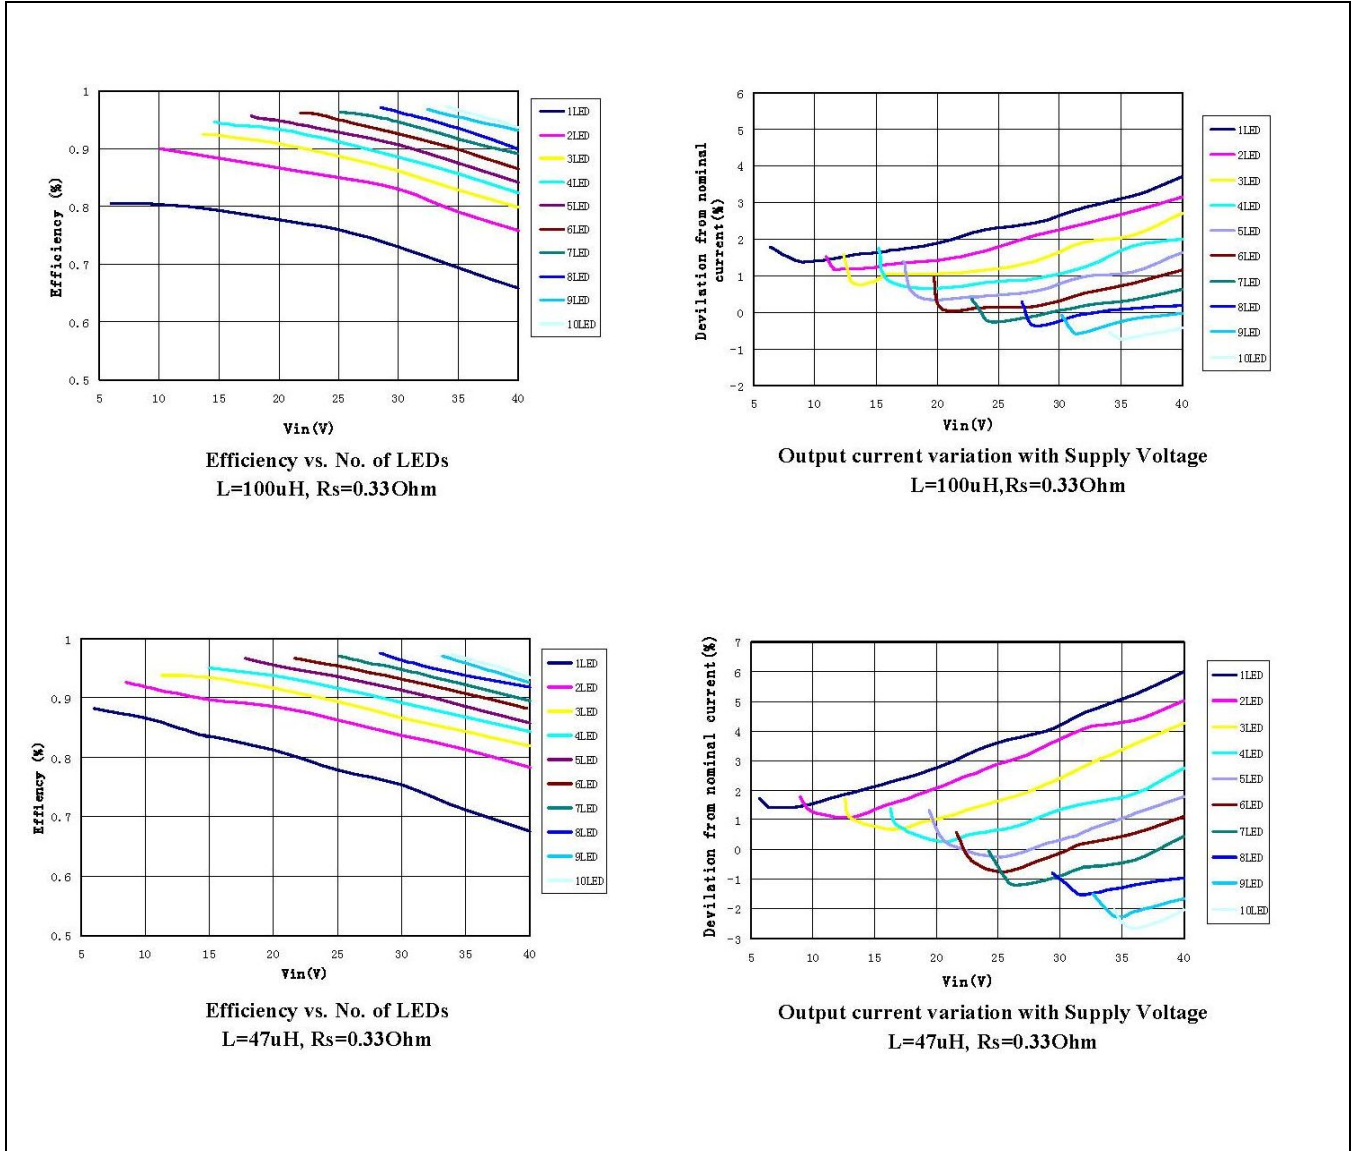 1
0.9
0.8
0.7
0.6
0.5
5 10 15 20 25 30 35 40
Efficiency (%)
Vin(V)
1LED
2LED
3LED
4LED
5LED
6LED
7LED
8LED
9LED
10LED
Efficiency vs. No. of LEDs
L=100uH, Rs=0.33Ohm
6
5
4
3
2
1
0
-1
-2
5 10 15 20 25 30 35 40
Devilation from nominal
current(%)
Vin(V)
1LED
2LED
3LED
4LED
5LED
6LED
7LED
8LED
9LED
10LED
Output current variation with Supply Voltage
L=100uH,Rs=0.33Ohm
1
0.9
0.8
0.7
0.6
0.5
5 10 15 20 25 30 35 40
Effiency (%)
Vin(V)
1LED
2LED
3LED
4LED
5LED
6LED
7LED
8LED
9LED
10LED
Efficiency vs. No. of LEDs
L=47uH, Rs=0.33Ohm
7
6
5
4
3
2
1
0
-1
-2
-3
5 10 15 20 25 30 35 40
Devilation from nominal current(%)
Vin(V)
1LED
2LED
3LED
4LED
5LED
6LED
7LED
8LED
9LED
10LED
Output current variation with Supply Voltage
L=47uH, Rs=0.33Ohm